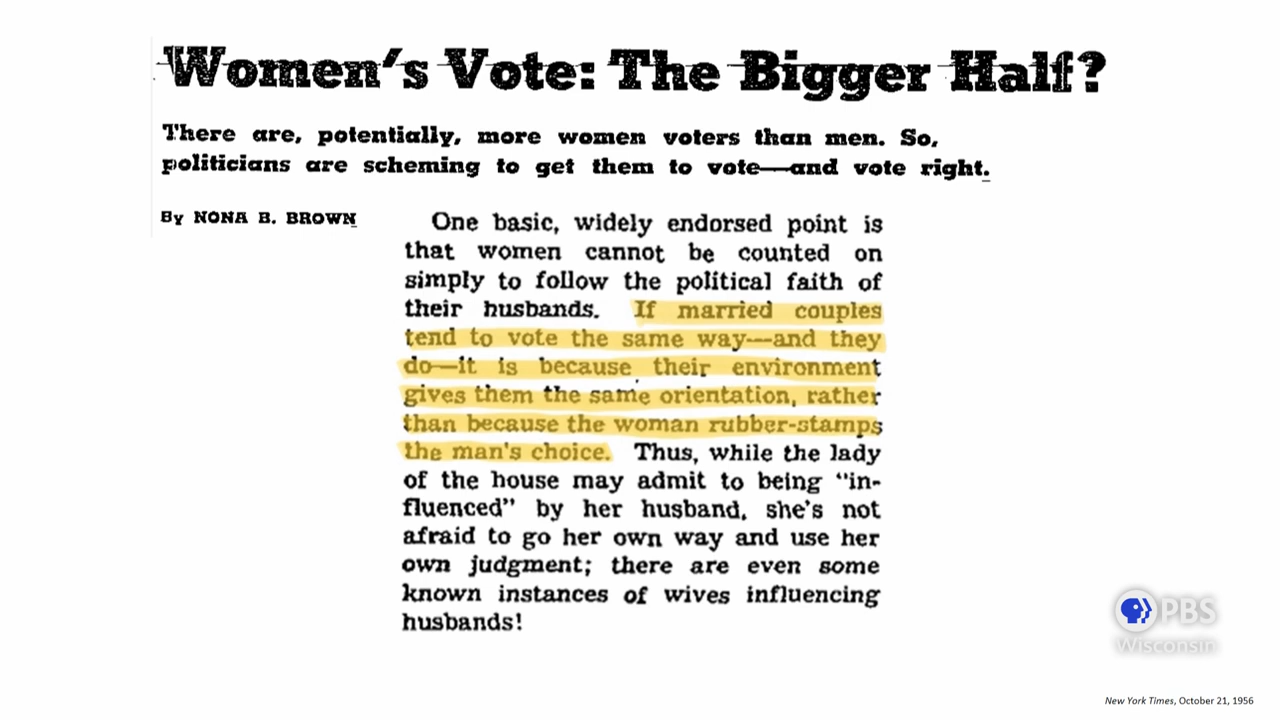 Women's Vote: The Bigger Half?
There are, potentially, more women voters than men. So,
politicians are scheming to get them to vote—and vote right.
By NONA B. BROWN
One basic, widely endorsed point is
that women cannot be counted on
simply to follow the political faith of
their husbands. If married couples
tend to vote the same way—and they
do—it is because their environment
gives them the same orientation, rather
than because the woman rubber-stamps
the man's choice. Thus, while the lady
of the house may admit to being “in-
fluenced” by her husband, she's not
afraid to go her own way and use her
own judgment; there are even some
known instances of wives influencing
husbands!
PBS
Wisconsin
New York Times, October 21, 1956